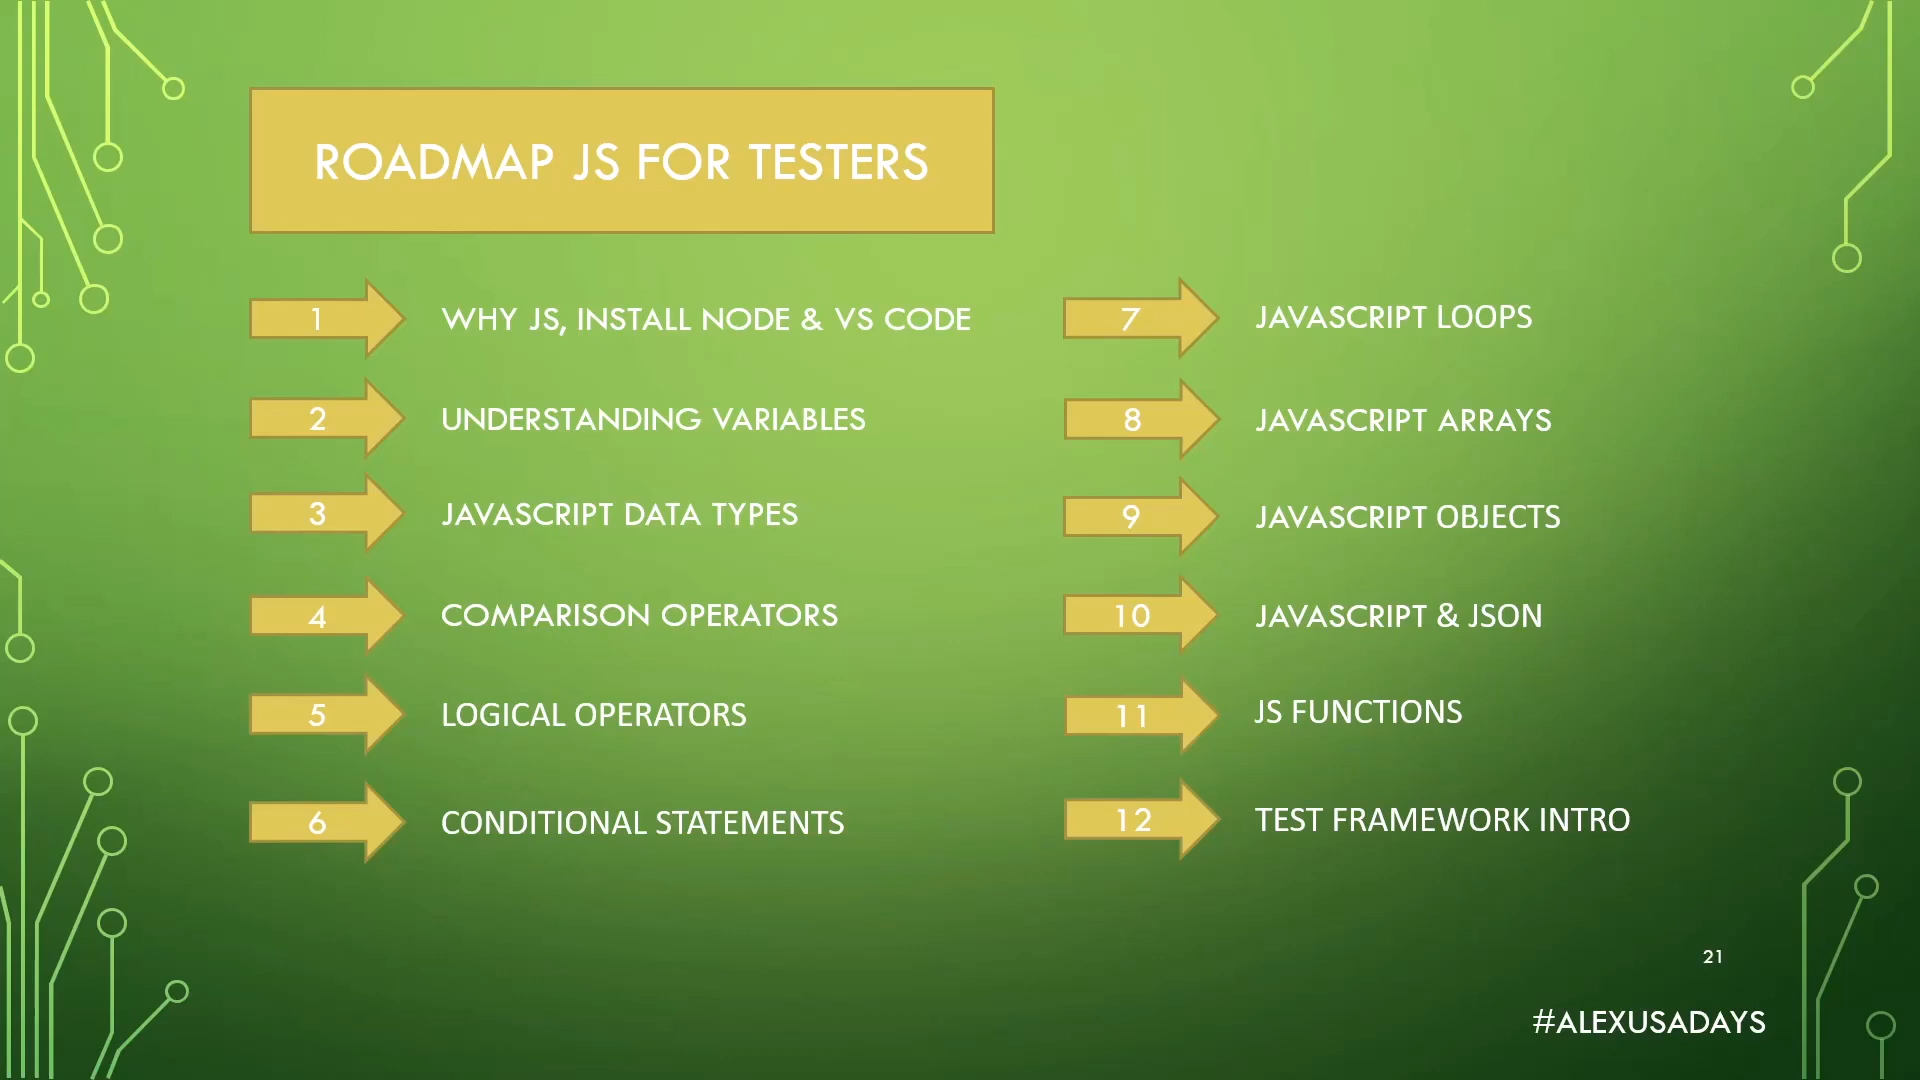 ROADMAP JS FOR TESTERS
1 WHY JS, INSTALL NODE & VS CODE
2 UNDERSTANDING VARIABLES
3 JAVASCRIPT DATA TYPES
4 COMPARISON OPERATORS
5 LOGICAL OPERATORS
6 CONDITIONAL STATEMENTS
7 JAVASCRIPT LOOPS
8 JAVASCRIPT ARRAYS
9 JAVASCRIPT OBJECTS
10 JAVASCRIPT & JSON
11 JS FUNCTIONS
12 TEST FRAMEWORK INTRO
21
#ALEXUSADAYS